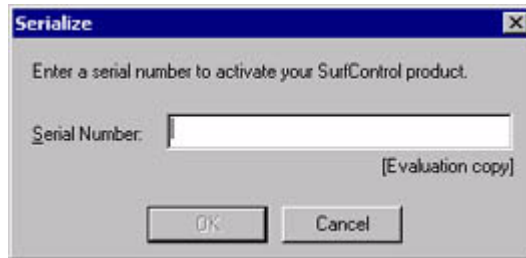 Serialize
Enter a serial number to activate your SurfControl product.
Serial Number:
[Evaluation copy]
OK
Cancel